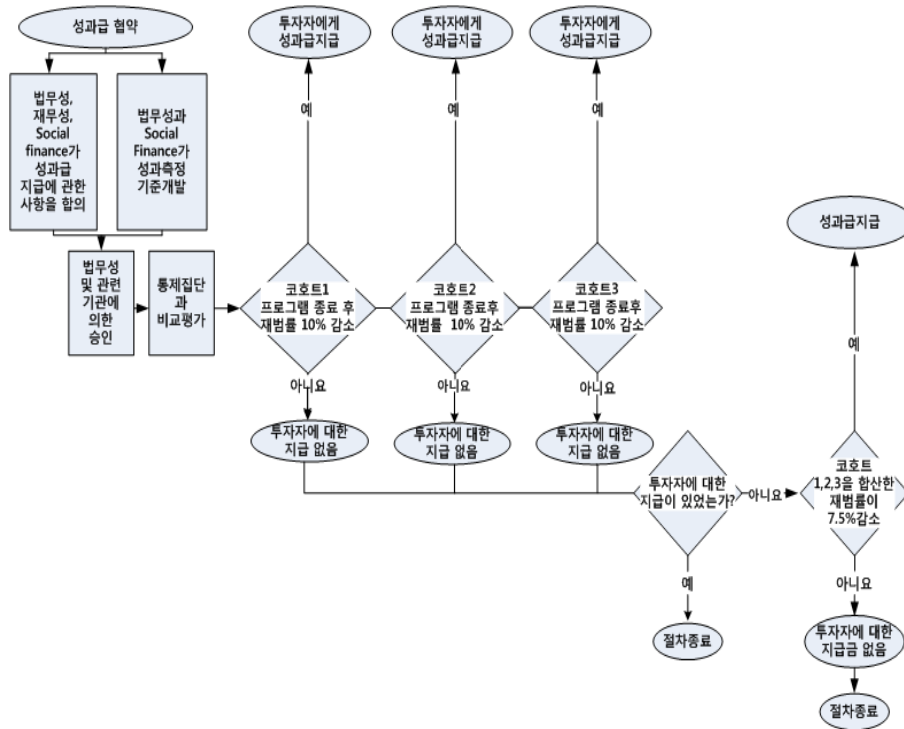 성과급 협약
법무성,
재무성,
Social
finance가
성과급
지급에 관한
사항을 합의
법무성과
Social
Finance가
성과측정
기준개발
법무성
및 관련
기관에
의한
승인
통제집단
과
비교평가
투자자에게
성과급지급
예
코호트1
프로그램 종료 후
재범률 10% 감소
아니요
투자자에 대한
지급 없음
투자자에게
성과급지급
예
코호트2
프로그램 종료후
재범률 10% 감소
아니요
투자자에 대한
지급 없음
투자자에게
성과급지급
예
코호트3
프로그램 종료후
재범률 10% 감소
아니요
투자자에 대한
지급 없음
투자자에 대한
지급이 있었는가?
예
절차종료
아니요
성과급지급
예
코호트
1,2,3을 합산한
재범률이
7.5%감소
아니요
투자자에 대한
지급금 없음
절차종료